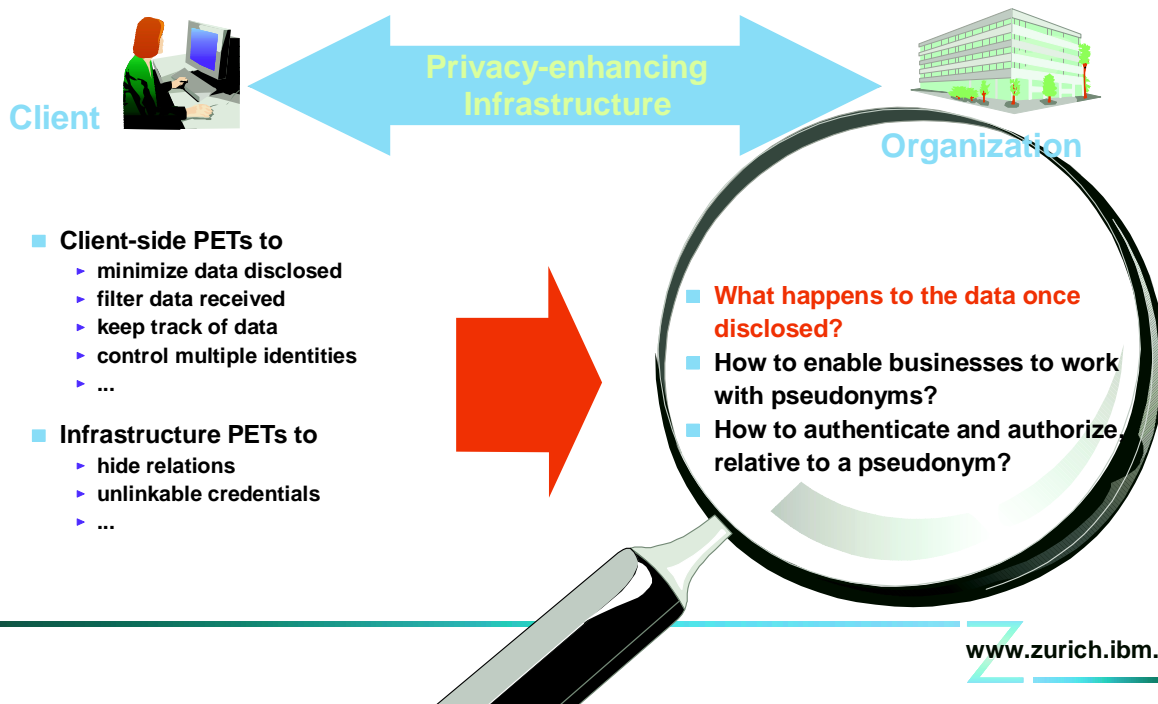 Privacy-enhancing
Infrastructure
Client
Organization
Client-side PETs to
minimize data disclosed
filter data received
keep track of data
control multiple identities
...
Infrastructure PETs to
hide relations
unlinkable credentials
...
What happens to the data once
disclosed?
How to enable businesses to work
with pseudonyms?
How to authenticate and authorize,
relative to a pseudonym?
www.zurich.ibm.